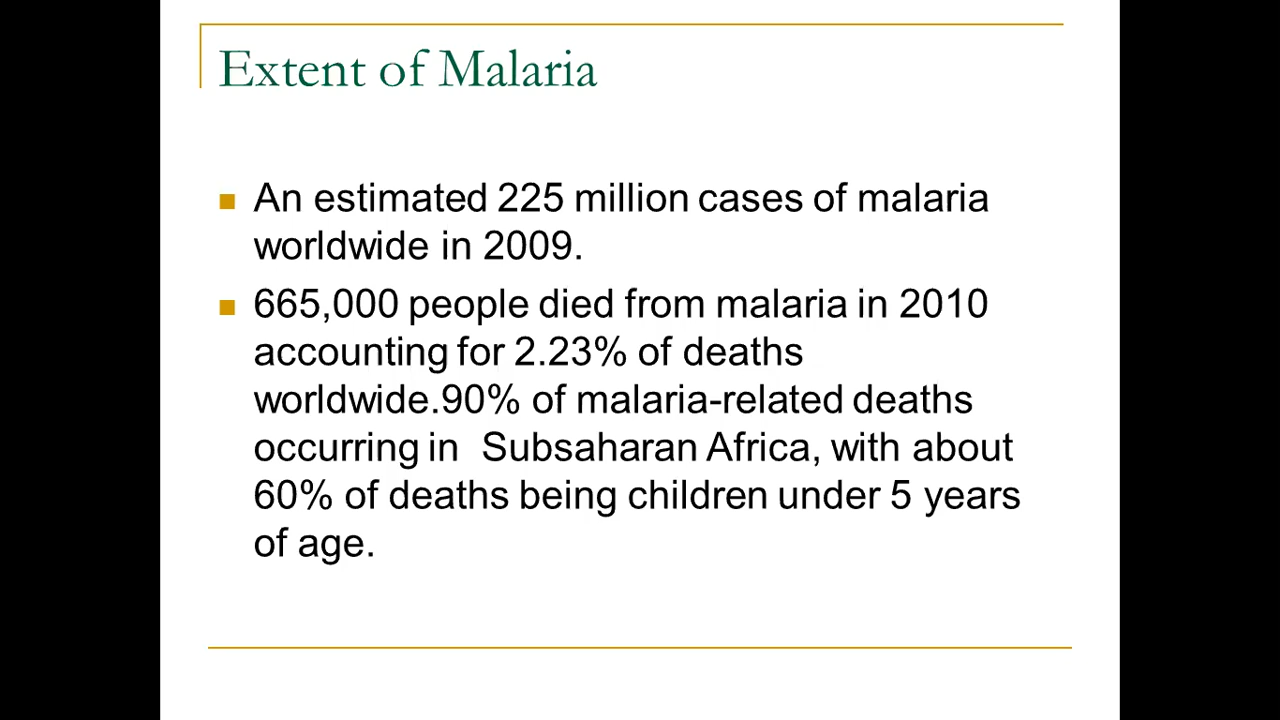 Extent of Malaria
An estimated 225 million cases of malaria
worldwide in 2009.
665,000 people died from malaria in 2010
accounting for 2.23% of deaths
worldwide.90% of malaria-related deaths
occurring in  Subsaharan Africa, with about
60% of deaths being children under 5 years
of age.